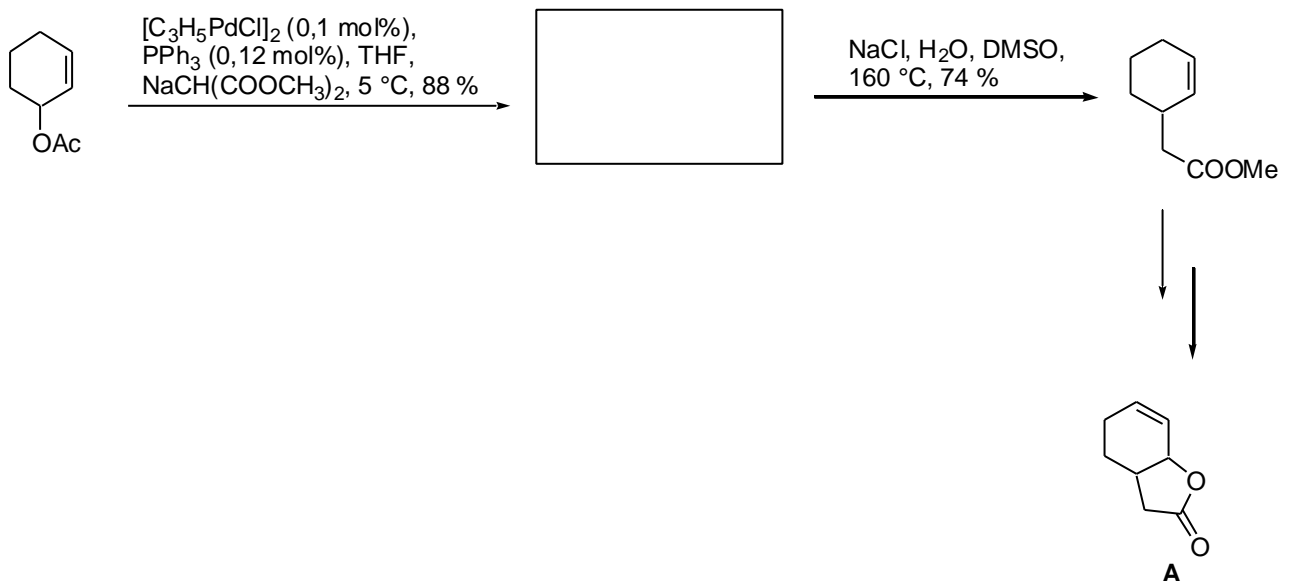 [C3H5PdCl]2 (0,1 mol%),
PPh3 (0,12 mol%), THF,
NaCH(COOCH3)2, 5 °C, 88 %
NaCl, H2O, DMSO,
160 °C, 74 %
OAc
COOMe
O
O
A